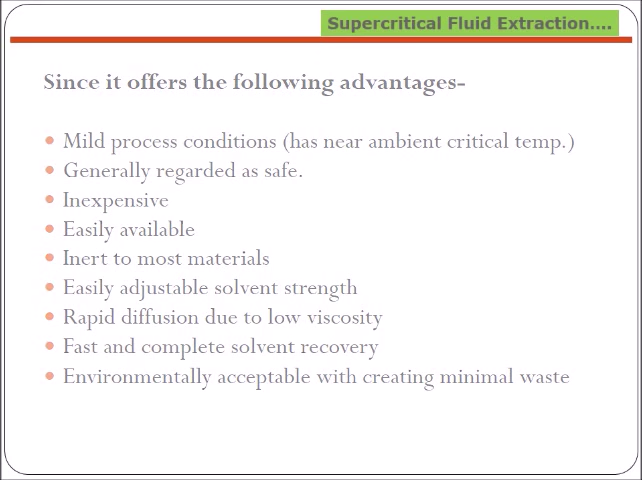 Supercritical Fluid Extraction....
Since it offers the following advantages-
• Mild process conditions (has near ambient critical temp.)
• Generally regarded as safe.
• Inexpensive
• Easily available
• Inert to most materials
• Easily adjustable solvent strength
• Rapid diffusion due to low viscosity
• Fast and complete solvent recovery
• Environmentally acceptable with creating minimal waste